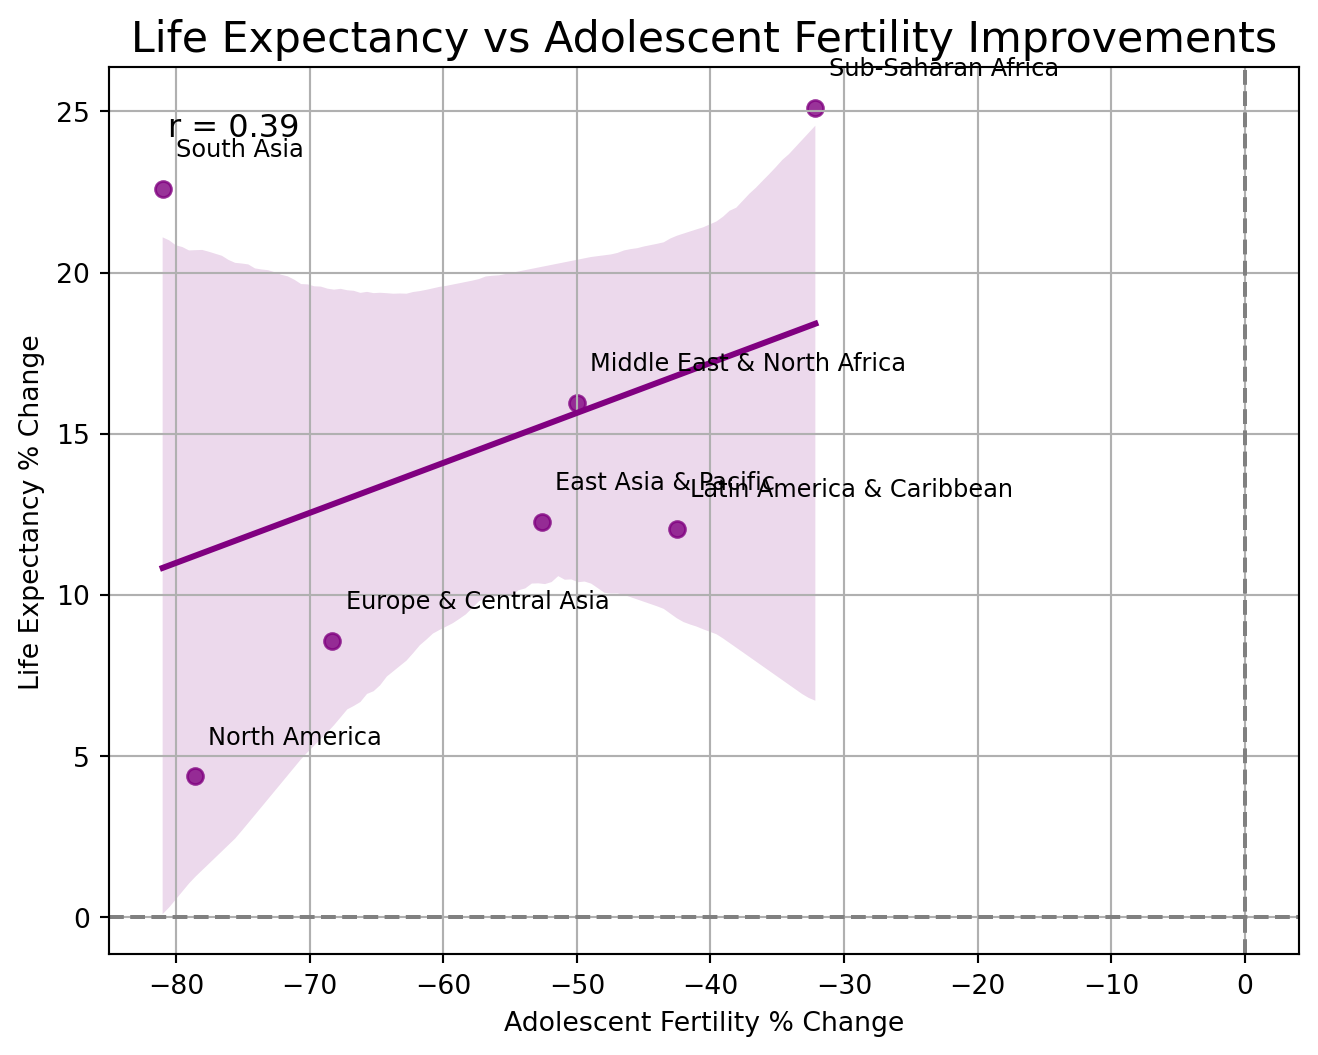 Life Expectancy vs Adolescent Fertility Improvements
Sub-Saharan Africa
r = 0.39
South Asia
Middle East & North Africa
East Asia & Pacific
Latin America & Caribbean
Europe & Central Asia
North America
25
20
15
10
5
0
Life Expectancy % Change
−80 −70 −60 −50 −40 −30 −20 −10 0
Adolescent Fertility % Change